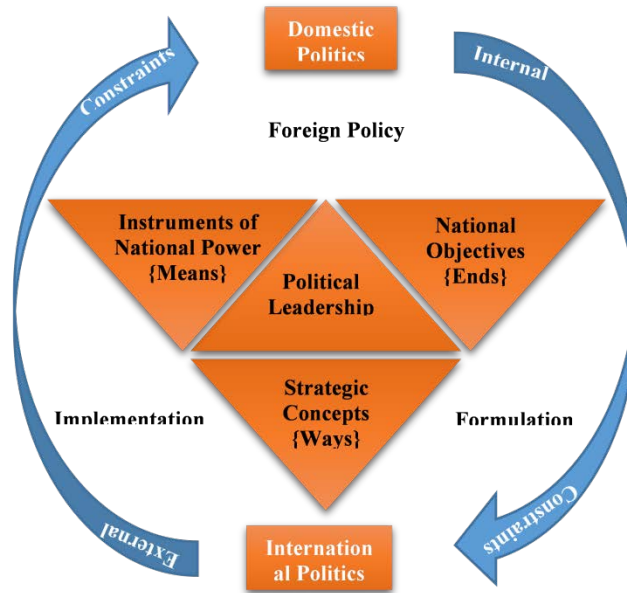 Domestic
Politics
Constraints
Internal
Foreign Policy
Instruments of
National Power
{Means}
National
Objectives
{Ends}
Political
Leadership
Strategic
Concepts
{Ways}
Implementation
Formulation
External
Constraints
Internation
al Politics